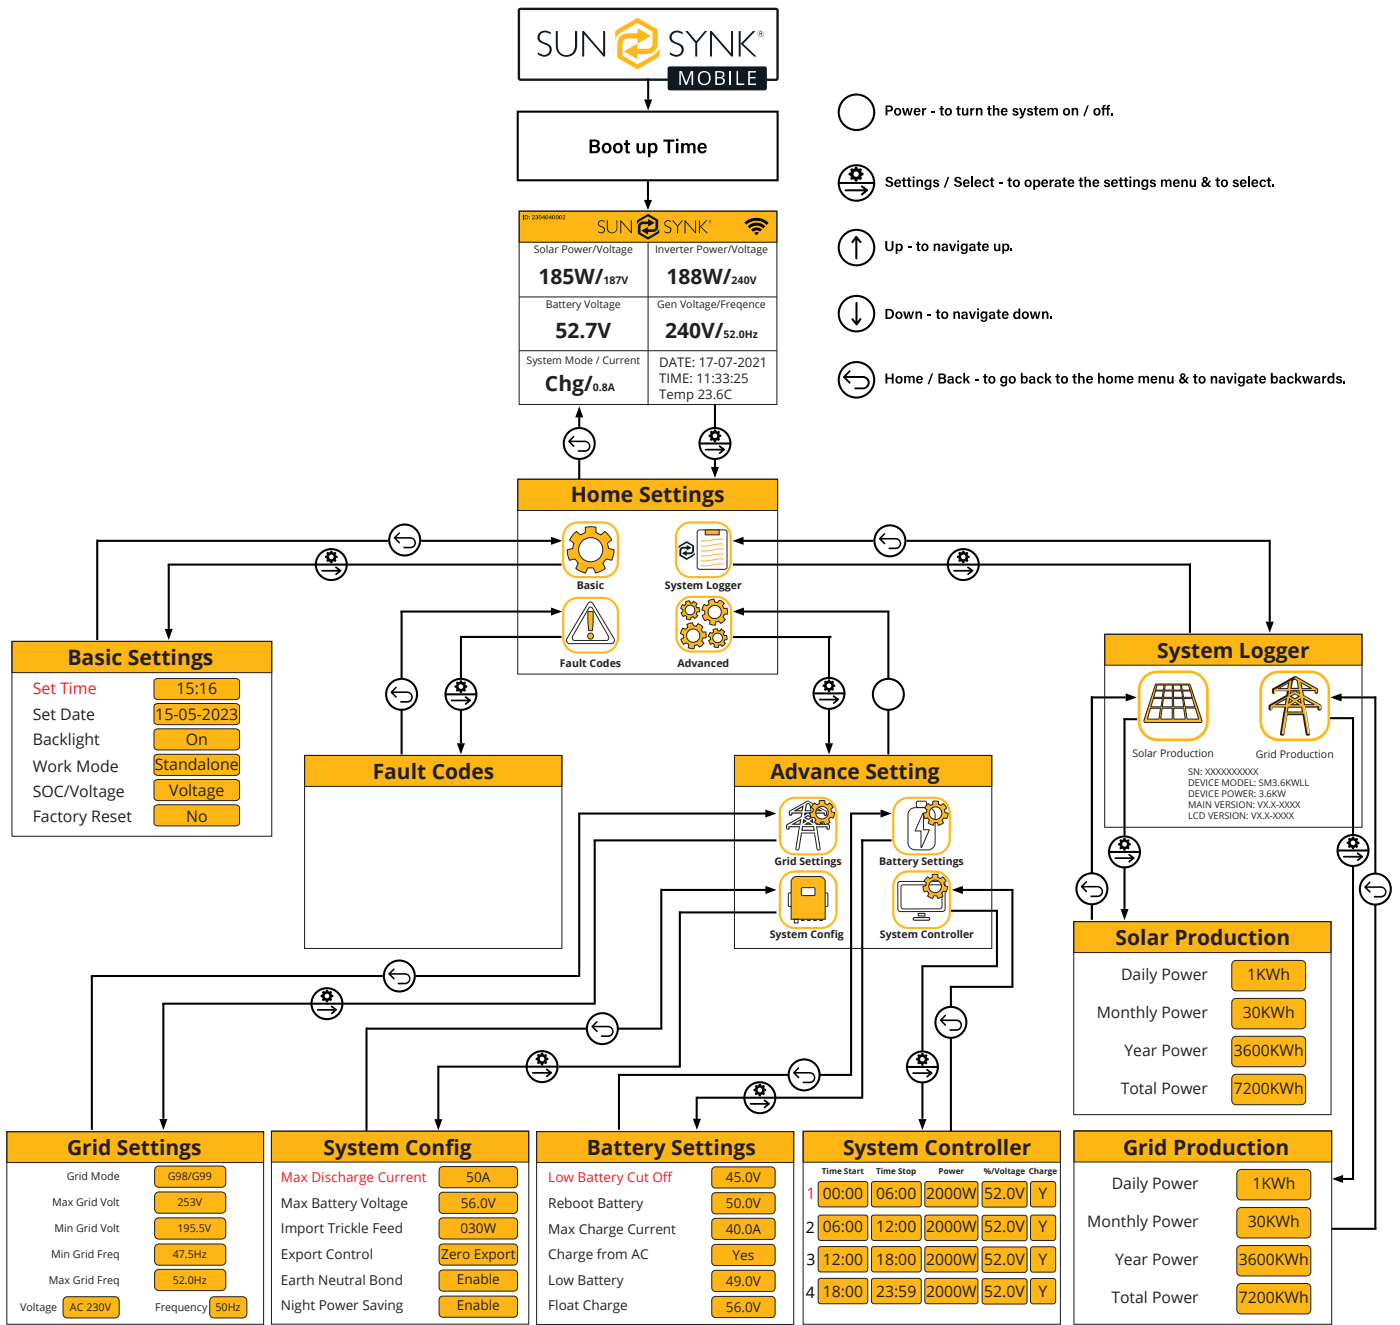 SUN SYNK®
MOBILE
Boot up Time
Power - to turn the system on / off.
Settings / Select - to operate the settings menu & to select.
Up - to navigate up.
Down - to navigate down.
Home / Back - to go back to the home menu & to navigate backwards.
ID: 2304040002
SUN SYNK®
Solar Power/Voltage
185W/187V
Inverter Power/Voltage
188W/240V
Battery Voltage
52.7V
Gen Voltage/Freqence
240V/52.0Hz
System Mode / Current
Chg/0.8A
DATE: 17-07-2021
TIME: 11:33:25
Temp 23.6C
Home Settings
Basic
System Logger
Fault Codes
Advanced
Basic Settings
Set Time 15:16
Set Date 15-05-2023
Backlight On
Work Mode Standalone
SOC/Voltage Voltage
Factory Reset No
Fault Codes
Advance Setting
Grid Settings
Battery Settings
System Config
System Controller
System Logger
Solar Production
Grid Production
SN: XXXXXXXXXX
DEVICE MODEL: SM3.6KWLL
DEVICE POWER: 3.6KW
MAIN VERSION: VX.X-XXXX
LCD VERSION: VX.X-XXXX
Solar Production
Daily Power 1KWh
Monthly Power 30KWh
Year Power 3600KWh
Total Power 7200KWh
Grid Settings
Grid Mode G98/G99
Max Grid Volt 253V
Min Grid Volt 195.5V
Min Grid Freq 47.5Hz
Max Grid Freq 52.0Hz
Voltage AC 230V Frequency 50Hz
System Config
Max Discharge Current 50A
Max Battery Voltage 56.0V
Import Trickle Feed 030W
Export Control Zero Export
Earth Neutral Bond Enable
Night Power Saving Enable
Battery Settings
Low Battery Cut Off 45.0V
Reboot Battery 50.0V
Max Charge Current 40.0A
Charge from AC Yes
Low Battery 49.0V
Float Charge 56.0V
System Controller
Time Start Time Stop Power %/Voltage Charge
1 00:00 06:00 2000W 52.0V Y
2 06:00 12:00 2000W 52.0V Y
3 12:00 18:00 2000W 52.0V Y
4 18:00 23:59 2000W 52.0V Y
Grid Production
Daily Power 1KWh
Monthly Power 30KWh
Year Power 3600KWh
Total Power 7200KWh